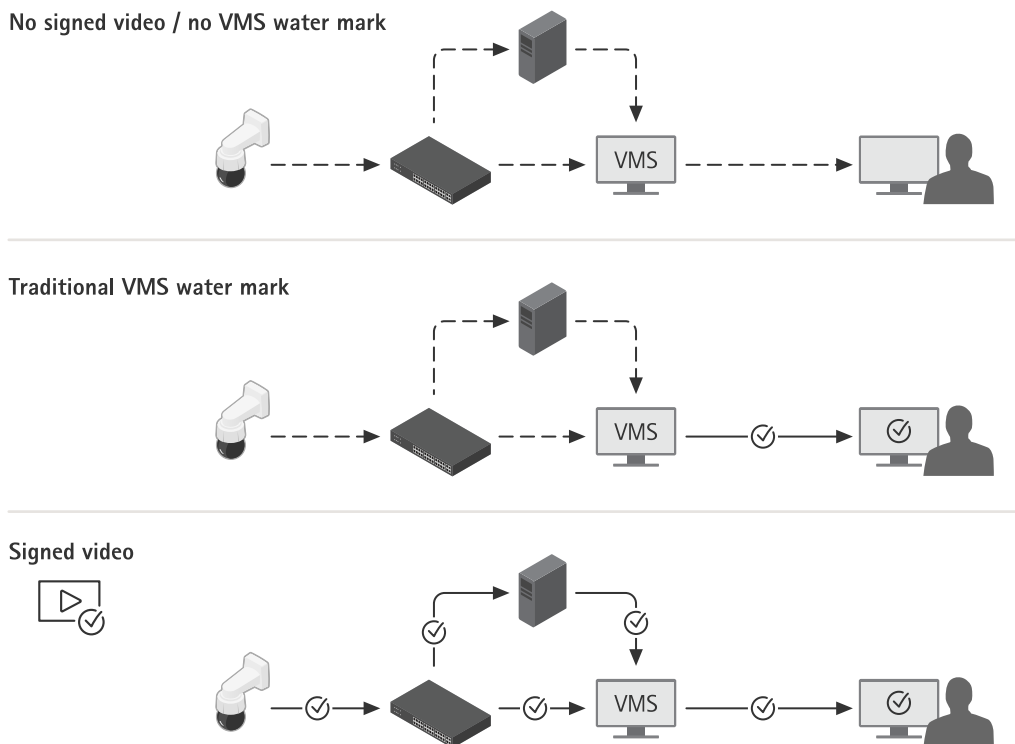 No signed video / no VMS water mark
VMS
Traditional VMS water mark
VMS
Signed video
VMS